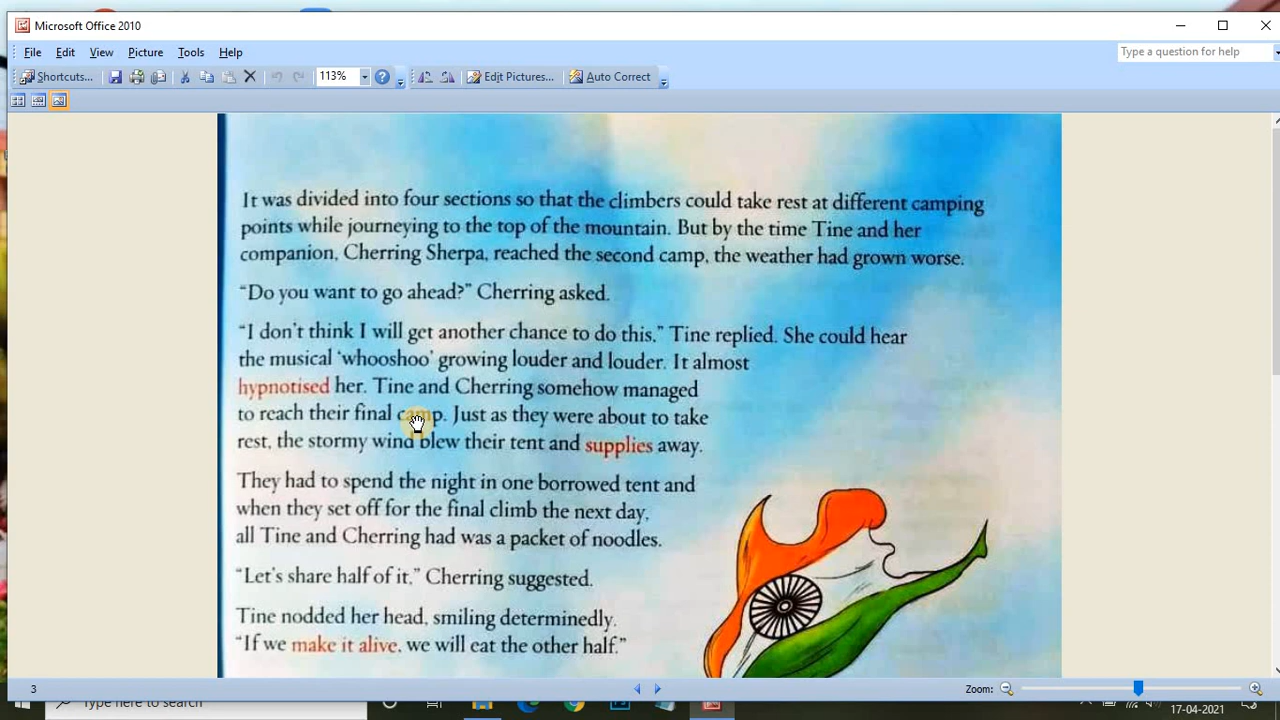 Microsoft Office 2010
File Edit View Picture Tools Help
Type a question for help
Shortcuts... 113% Edit Pictures... Auto Correct
It was divided into four sections so that the climbers could take rest at different camping
points while journeying to the top of the mountain. But by the time Tine and her
companion, Cherring Sherpa, reached the second camp, the weather had grown worse.
“Do you want to go ahead?” Cherring asked.
“I don't think I will get another chance to do this,” Tine replied. She could hear
the musical ‘whooshoo’ growing louder and louder. It almost
hypnotised her. Tine and Cherring somehow managed
to reach their final camp. Just as they were about to take
rest, the stormy wind blew their tent and supplies away.
They had to spend the night in one borrowed tent and
when they set off for the final climb the next day,
all Tine and Cherring had was a packet of noodles.
“Let's share half of it,” Cherring suggested.
Tine nodded her head, smiling determinedly.
“If we make it alive, we will eat the other half.”
3 Zoom:
Type here to search
17-04-2021